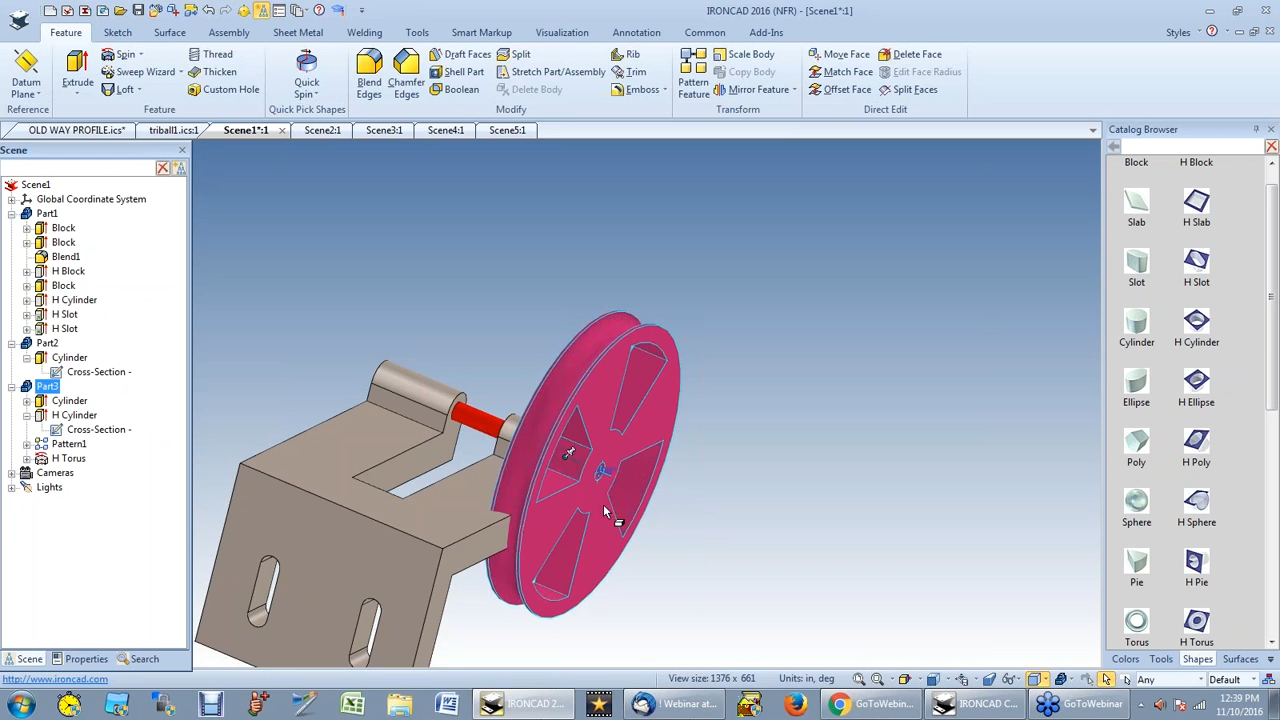 IRONCAD 2016 (NFR) - [Scene1*:1]
Feature Sketch Surface Assembly Sheet Metal Welding Tools Smart Markup Visualization Annotation Common Add-Ins Styles
Spin Thread Draft Faces Split Rib Scale Body Move Face Delete Face
Sweep Wizard Thicken Shell Part Stretch Part/Assembly Trim Copy Body Match Face Edit Face Radius
Datum Plane Extrude Loft Custom Hole Quick Spin Blend Edges Chamfer Edges Boolean Delete Body Emboss Pattern Feature Mirror Feature Offset Face Split Faces
Reference Feature Quick Pick Shapes Modify Transform Direct Edit
OLD WAY PROFILE.ics* triball1.ics:1 Scene1*:1 Scene2:1 Scene3:1 Scene4:1 Scene5:1
Scene
Scene1
Global Coordinate System
Part1
Block
Block
Blend1
H Block
Block
H Cylinder
H Slot
H Slot
Part2
Cylinder
Cross-Section -
Part3
Cylinder
H Cylinder
Cross-Section -
Pattern1
H Torus
Cameras
Lights
Catalog Browser
Block H Block
Slab H Slab
Slot H Slot
Cylinder H Cylinder
Ellipse H Ellipse
Poly H Poly
Sphere H Sphere
Pie H Pie
Torus H Torus
Scene Properties Search
Colors Tools Shapes Surfaces
http://www.ironcad.com View size:1376 x 661 Units: in, deg Any Default
IRONCAD 2... ! Webinar at... GoToWebin... IRONCAD C... GoToWebinar
12:39 PM
11/10/2016